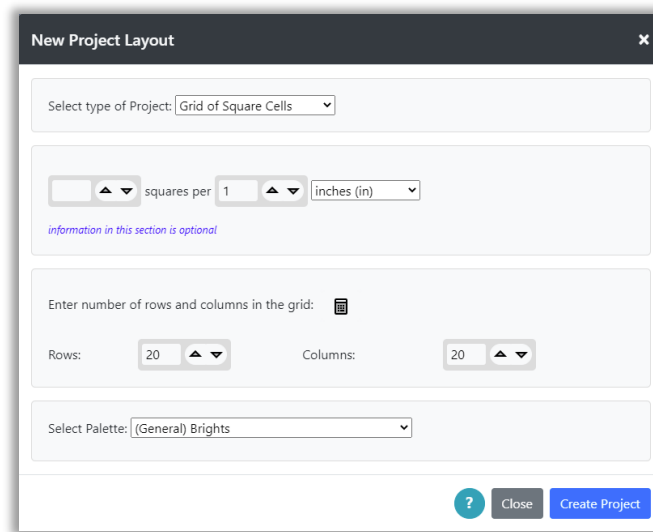 New Project Layout ×
Select type of Project: Grid of Square Cells
squares per 1 inches (in)
information in this section is optional
Enter number of rows and columns in the grid:
Rows: 20 Columns: 20
Select Palette: (General) Brights
? Close Create Project